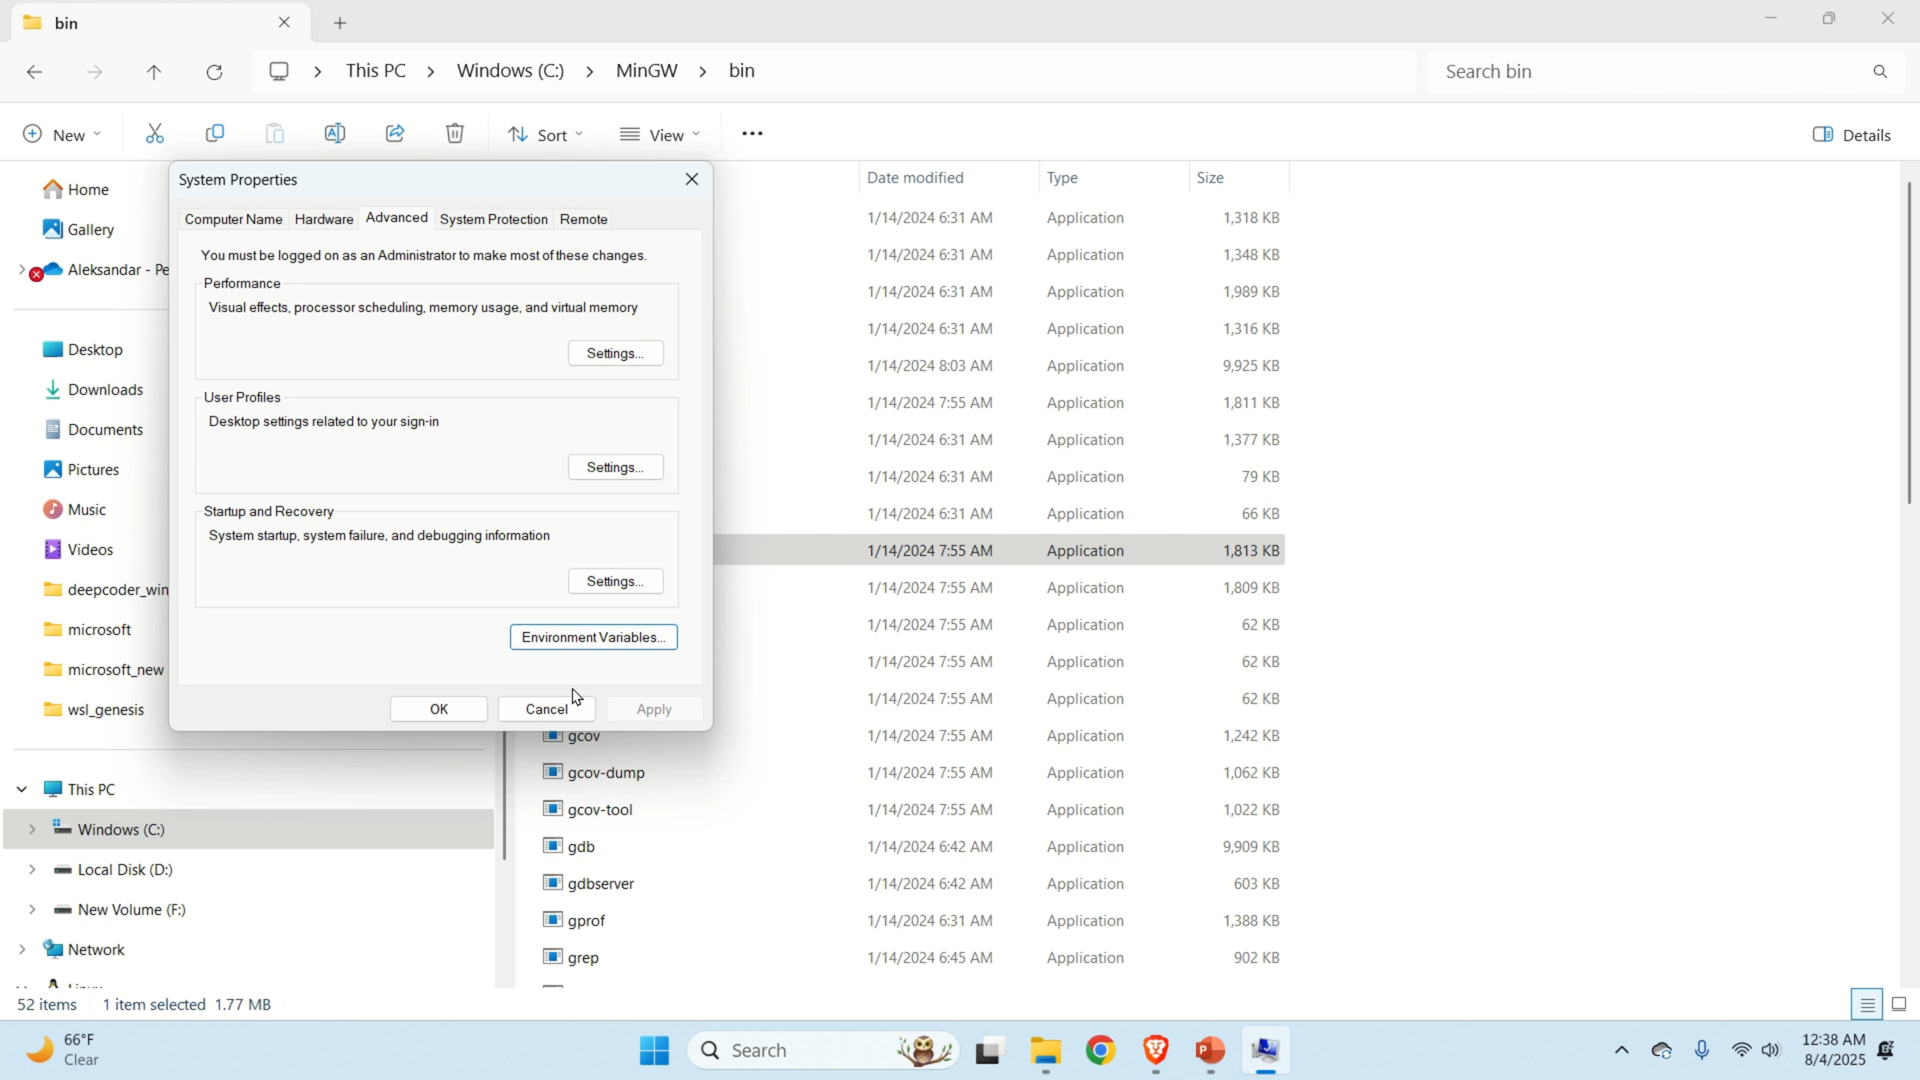 bin
This PC > Windows (C:) > MinGW > bin
Search bin
New
Sort
View
Details
Home
Gallery
Aleksandar - Pe
Desktop
Downloads
Documents
Pictures
Music
Videos
deepcoder_win
microsoft
microsoft_new
wsl_genesis
This PC
Windows (C:)
Local Disk (D:)
New Volume (F:)
Network
System Properties
Computer Name Hardware Advanced System Protection Remote
You must be logged on as an Administrator to make most of these changes.
Performance
Visual effects, processor scheduling, memory usage, and virtual memory
Settings...
User Profiles
Desktop settings related to your sign-in
Settings...
Startup and Recovery
System startup, system failure, and debugging information
Settings...
Environment Variables...
OK Cancel Apply
Date modified Type Size
1/14/2024 6:31 AM Application 1,318 KB
1/14/2024 6:31 AM Application 1,348 KB
1/14/2024 6:31 AM Application 1,989 KB
1/14/2024 6:31 AM Application 1,316 KB
1/14/2024 8:03 AM Application 9,925 KB
1/14/2024 7:55 AM Application 1,811 KB
1/14/2024 6:31 AM Application 1,377 KB
1/14/2024 6:31 AM Application 79 KB
1/14/2024 6:31 AM Application 66 KB
1/14/2024 7:55 AM Application 1,813 KB
1/14/2024 7:55 AM Application 1,809 KB
1/14/2024 7:55 AM Application 62 KB
1/14/2024 7:55 AM Application 62 KB
1/14/2024 7:55 AM Application 62 KB
gcov 1/14/2024 7:55 AM Application 1,242 KB
gcov-dump 1/14/2024 7:55 AM Application 1,062 KB
gcov-tool 1/14/2024 7:55 AM Application 1,022 KB
gdb 1/14/2024 6:42 AM Application 9,909 KB
gdbserver 1/14/2024 6:42 AM Application 603 KB
gprof 1/14/2024 6:31 AM Application 1,388 KB
grep 1/14/2024 6:45 AM Application 902 KB
52 items 1 item selected 1.77 MB
66°F
Clear
Search
12:38 AM
8/4/2025